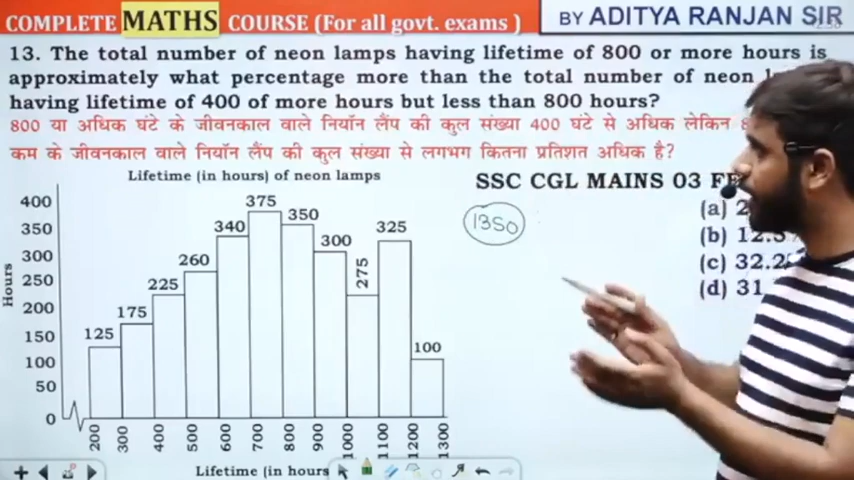 COMPLETE MATHS COURSE (For all govt. exams )
BY ADITYA RANJAN SIR
13. The total number of neon lamps having lifetime of 800 or more hours is
approximately what percentage more than the total number of neon
having lifetime of 400 of more hours but less than 800 hours?
800 या अधिक घंटे के जीवनकाल वाले नियॉन लैंप की कुल संख्या 400 घंटे से अधिक लेकिन
कम के जीवनकाल वाले नियॉन लैंप की कुल संख्या से लगभग कितना प्रतिशत अधिक है?
Lifetime (in hours) of neon lamps
SSC CGL MAINS 03
(a)
(b) 12.5
(c) 32.2
(d) 31
1350
Hours
400
350
300
250
200
150
100
50
0
125
175
225
260
340
375
350
300
275
325
100
200
300
400
500
600
700
800
900
1000
1100
1200
1300
Lifetime (in hours